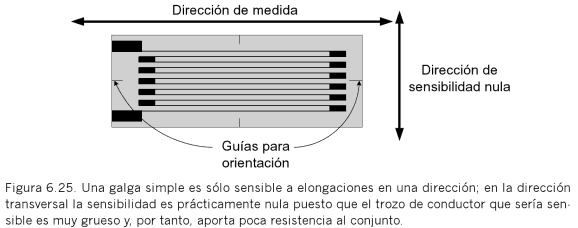 Dirección de medida
Dirección de
sensibilidad nula
Guías para
orientación
Figura 6.25. Una galga simple es sólo sensible a elongaciones en una dirección; en la dirección
transversal la sensibilidad es prácticamente nula puesto que el trozo de conductor que sería sen-
sible es muy grueso y, por tanto, aporta poca resistencia al conjunto.